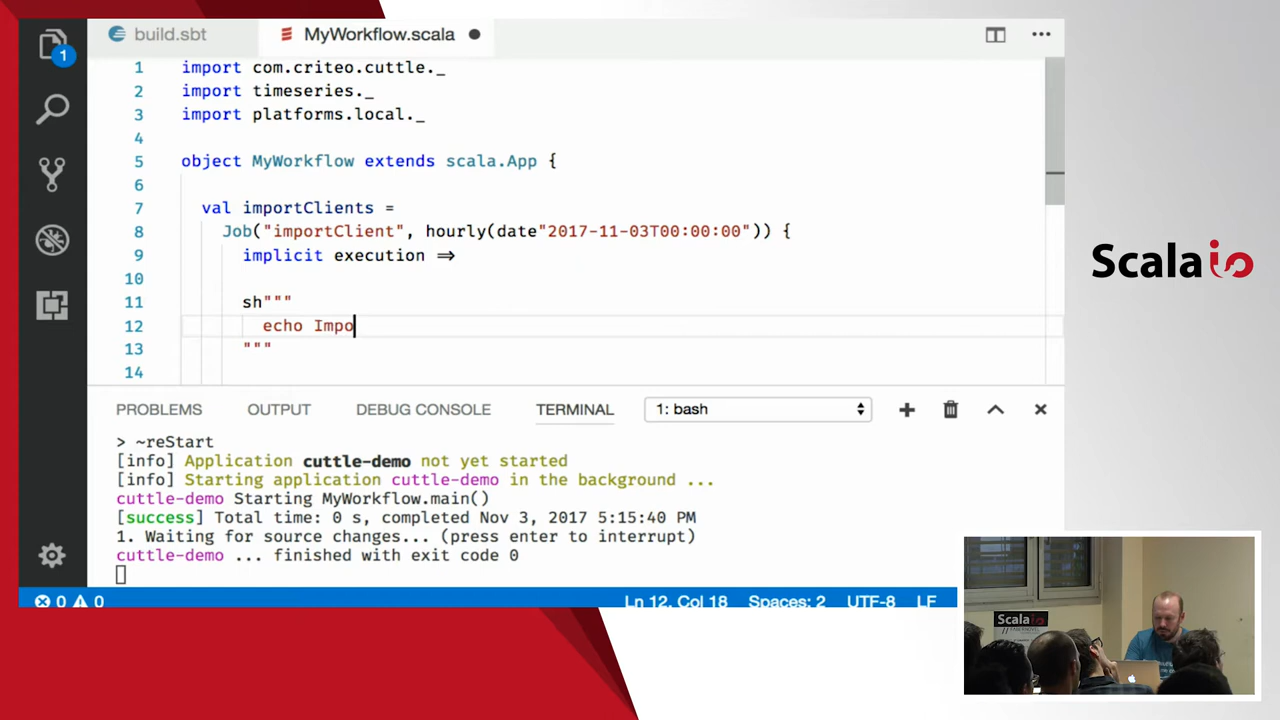 build.sbt
MyWorkflow.scala
1
1 import com.criteo.cuttle._
2 import timeseries._
3 import platforms.local._
4
5 object MyWorkflow extends scala.App {
6
7 val importClients =
8 Job("importClient", hourly(date"2017-11-03T00:00:00")) {
9 implicit execution ⇒
10
11 sh"""
12 echo Impo
13 """
14
Scala io
PROBLEMS OUTPUT DEBUG CONSOLE TERMINAL 1: bash
> ~reStart
[info] Application cuttle-demo not yet started
[info] Starting application cuttle-demo in the background ...
cuttle-demo Starting MyWorkflow.main()
[success] Total time: 0 s, completed Nov 3, 2017 5:15:40 PM
1. Waiting for source changes... (press enter to interrupt)
cuttle-demo ... finished with exit code 0
0 0 Ln 12, Col 18 Spaces: 2 UTF-8 LF
Scala io